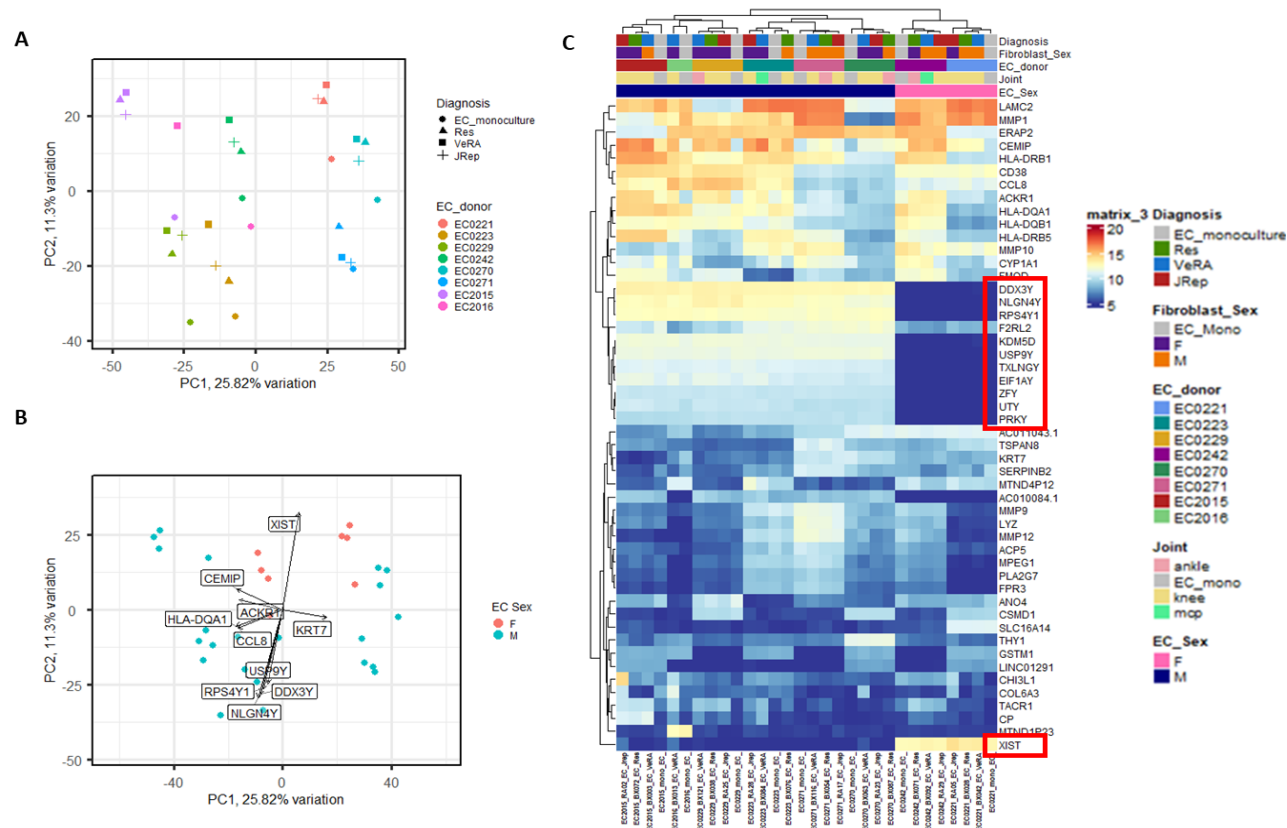 A
PC2, 11.3% variation
20
0
-20
-40
-50
-25
0
25
50
PC1, 25.82% variation
Diagnosis
EC_monoculture
Res
VeRA
JRep
EC_donor
EC0221
EC0223
EC0229
EC0242
EC0270
EC0271
EC2015
EC2016
B
PC2, 11.3% variation
25
0
-25
-50
-40
0
40
PC1, 25.82% variation
XIST
CEMIP
ACKR1
HLA-DQA1
KRT7
CCL8
USP9Y
RPS4Y1
DDX3Y
NLGN4Y
EC Sex
F
M
C
Diagnosis
Fibroblast_Sex
EC_donor
Joint
EC_Sex
LAMC2
MMP1
ERAP2
CEMIP
HLA-DRB1
CD38
CCL8
ACKR1
HLA-DQA1
HLA-DQB1
HLA-DRB5
MMP10
CYP1A1
FMOD
DDX3Y
NLGN4Y
RPS4Y1
F2RL2
KDM5D
USP9Y
TXLNGY
EIF1AY
ZFY
UTY
PRKY
AC011043.1
TSPAN8
KRT7
SERPINB2
MTND4P12
AC010084.1
MMP9
LYZ
MMP12
ACP5
MPEG1
PLA2G7
FPR3
ANO4
CSMD1
SLC16A14
THY1
GSTM1
LINC01291
CHI3L1
COL6A3
TACR1
CP
MTND1P23
XIST
matrix_3
20
15
10
5
Diagnosis
EC_monoculture
Res
VeRA
JRep
Fibroblast_Sex
EC_Mono
F
M
EC_donor
EC0221
EC0223
EC0229
EC0242
EC0270
EC0271
EC2015
EC2016
Joint
ankle
EC_mono
knee
mcp
EC_Sex
F
M